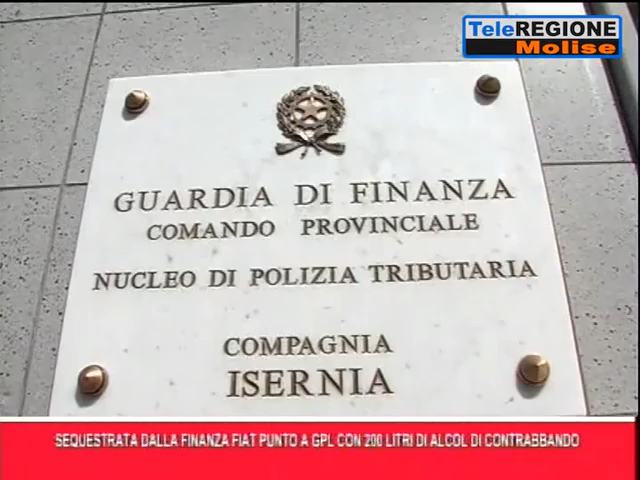 TeleREGIONE
Molise
GUARDIA DI FINANZA
COMANDO PROVINCIALE
NUCLEO DI POLIZIA TRIBUTARIA
COMPAGNIA
ISERNIA
SEQUESTRATA DALLA FINANZA FIAT PUNTO A GPL CON 200 LITRI DI ALCOL DI CONTRABBANDO